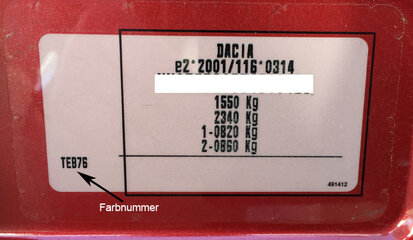 DACIA
e2*2001/116*0314
1550 Kg
2340 Kg
1-0820 Kg
2-0860 Kg
TEB76
491412
Farbnummer